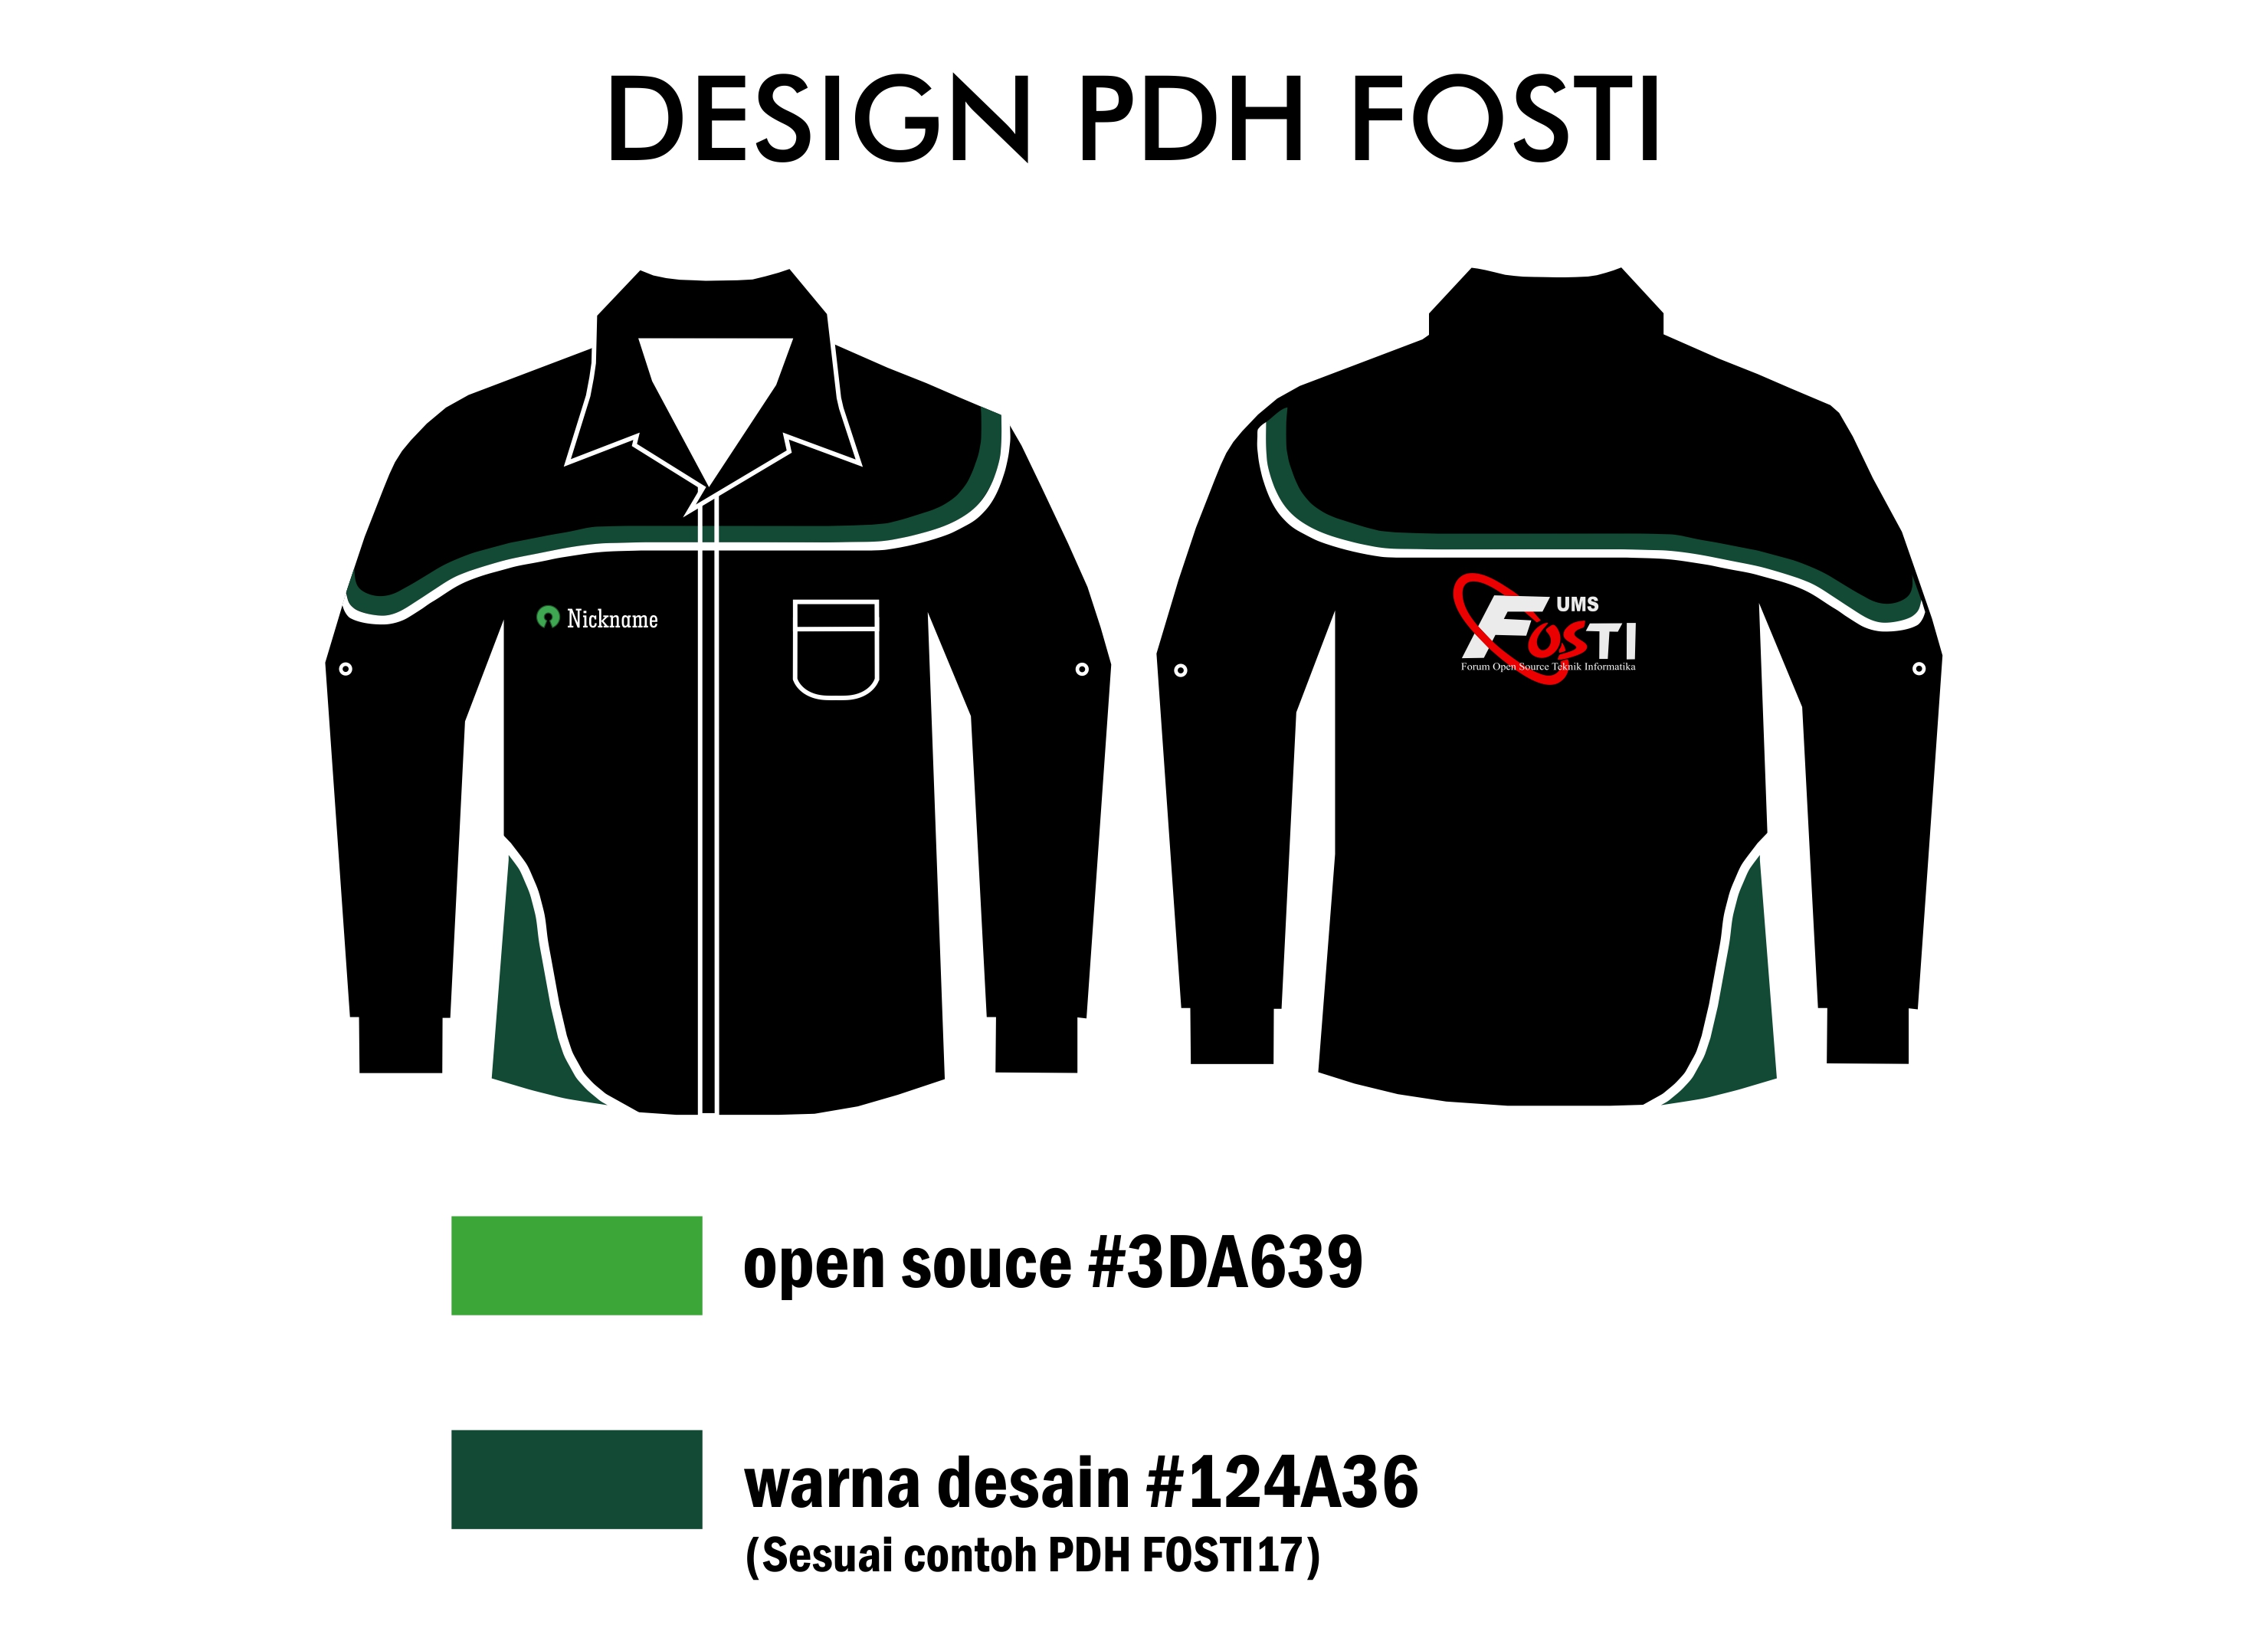 DESIGN PDH FOSTI
Nickname
UMS
FOSTI
Forum Open Source Teknik Informatika
open souce #3DA639
warna desain #124A36
(Sesuai contoh PDH FOSTI17)